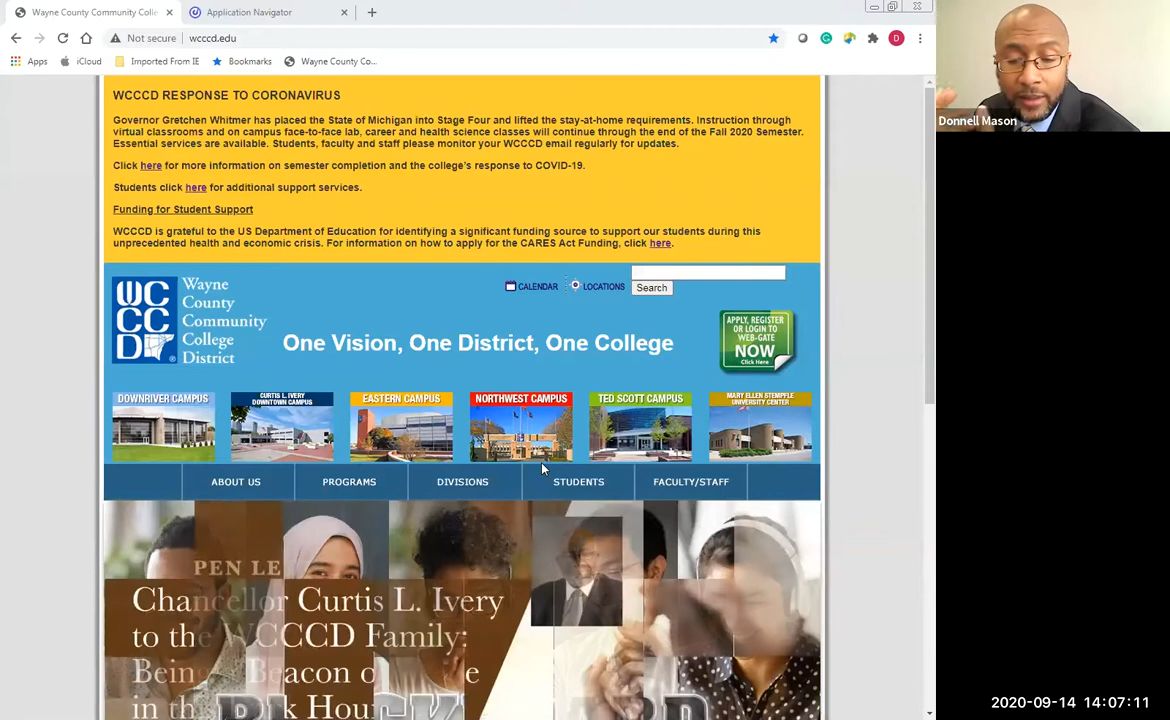 Wayne County Community Colle
Application Navigator
Not secure
wcccd.edu
Apps
iCloud
Imported From IE
Bookmarks
Wayne County Co...
D
WCCCD RESPONSE TO CORONAVIRUS
Governor Gretchen Whitmer has placed the State of Michigan into Stage Four and lifted the stay-at-home requirements. Instruction through
virtual classrooms and on campus face-to-face lab, career and health science classes will continue through the end of the Fall 2020 Semester.
Essential services are available. Students, faculty and staff please monitor your WCCCD email regularly for updates.
Click here for more information on semester completion and the college's response to COVID-19.
Students click here for additional support services.
Funding for Student Support
WCCCD is grateful to the US Department of Education for identifying a significant funding source to support our students during this
unprecedented health and economic crisis. For information on how to apply for the CARES Act Funding, click here.
WC
CC
D
Wayne
County
Community
College
District
CALENDAR
LOCATIONS
Search
One Vision, One District, One College
APPLY, REGISTER
OR LOGIN TO
WEB-GATE
NOW
Click Here
DOWNRIVER CAMPUS
CURTIS L. IVERY
DOWNTOWN CAMPUS
EASTERN CAMPUS
NORTHWEST CAMPUS
TED SCOTT CAMPUS
MARY ELLEN STEMPFLE
UNIVERSITY CENTER
ABOUT US
PROGRAMS
DIVISIONS
STUDENTS
FACULTY/STAFF
PEN LE
Chancellor Curtis L. Ivery
to the WCCCD Family:
Being Beacon
in the Hour
Donnell Mason
2020-09-14 14:07:11